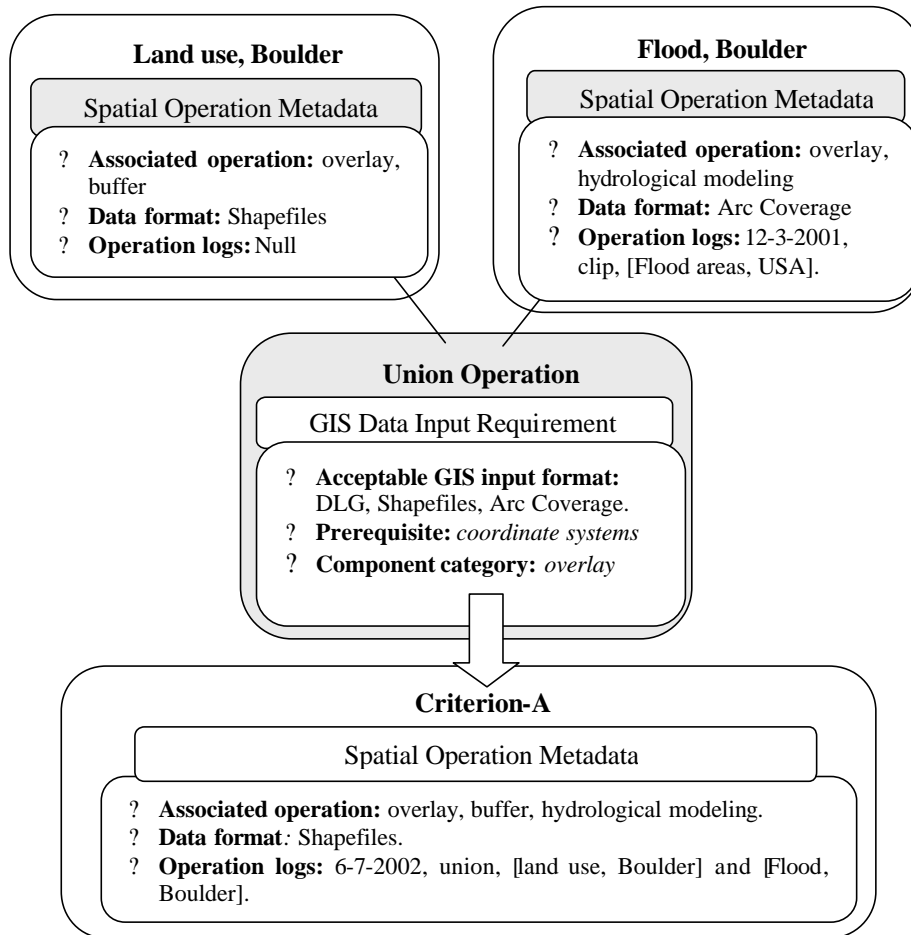 Land use, Boulder
Spatial Operation Metadata
? Associated operation: overlay,
buffer
? Data format: Shapefiles
? Operation logs: Null
Flood, Boulder
Spatial Operation Metadata
? Associated operation: overlay,
hydrological modeling
? Data format: Arc Coverage
? Operation logs: 12-3-2001,
clip, [Flood areas, USA].
Union Operation
GIS Data Input Requirement
? Acceptable GIS input format:
DLG, Shapefiles, Arc Coverage.
? Prerequisite: coordinate systems
? Component category: overlay
Criterion-A
Spatial Operation Metadata
? Associated operation: overlay, buffer, hydrological modeling.
? Data format: Shapefiles.
? Operation logs: 6-7-2002, union, [land use, Boulder] and [Flood,
Boulder].